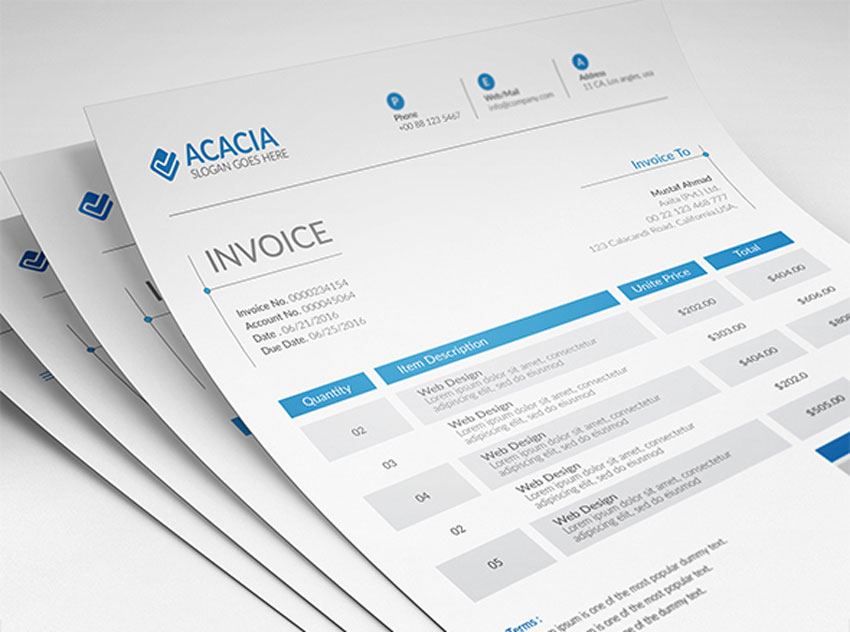 P
E
A
Phone
+00 88 123 5467
Web/Mail
info@company.com
Address
11 CA, Los angles, usa
ACACIA
SLOGAN GOES HERE
INVOICE
Invoice No. 0000234154
Account No. 000045064
Date . 06/21/2016
Due Date. 06/25/2016
Invoice To
Mustaf Ahmad
Axita (Pvt.) Ltd.
00 22 123 468 777
123 Calacandi Road, California,USA.
Quantity Item Description Unite Price Total
02 Web Design $202.00 $404.00
Lorem ipsum dolor sit amet, consectetur
adipiscing elit, sed do eiusmod
03 Web Design $303.00 $606.00
Lorem ipsum dolor sit amet, consectetur
adipiscing elit, sed do eiusmod
04 Web Design $404.00 $808
Lorem ipsum dolor sit amet, consectetur
adipiscing elit, sed do eiusmod
02 Web Design $202.0
Lorem ipsum dolor sit amet, consectetur
adipiscing elit, sed do eiusmod
05 Web Design $505.00
Lorem ipsum dolor sit amet, consectetur
adipiscing elit, sed do eiusmod
Terms :
ipsum is one of the most popular dummy text.
ipsum is one of the most popular text.
is one of the dummy text.